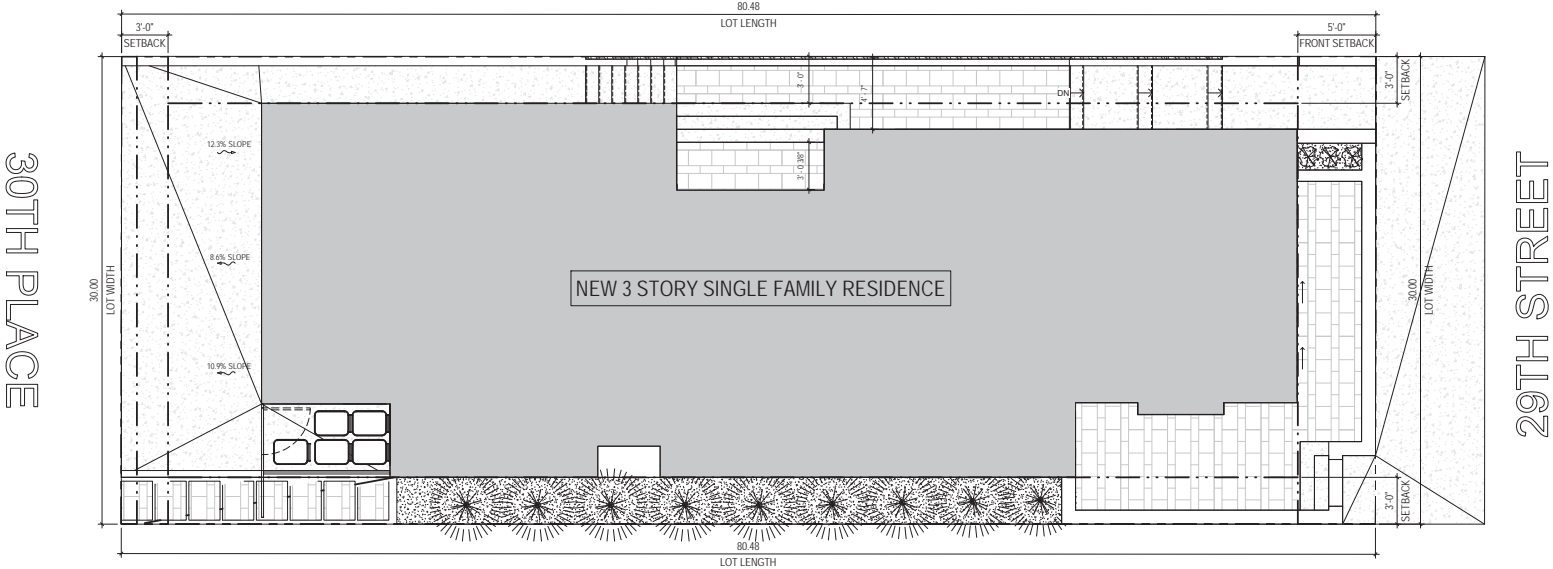 80.48
LOT LENGTH
3'-0"
SETBACK
5'-0"
FRONT SETBACK
3'-0"
SETBACK
3'-0"
4'-7"
DN
12.3% SLOPE
3'-0 3/8"
30TH PLACE
29TH STREET
8.6% SLOPE
30.00
LOT WIDTH
NEW 3 STORY SINGLE FAMILY RESIDENCE
30.00
LOT WIDTH
10.9% SLOPE
3'-0"
SETBACK
80.48
LOT LENGTH